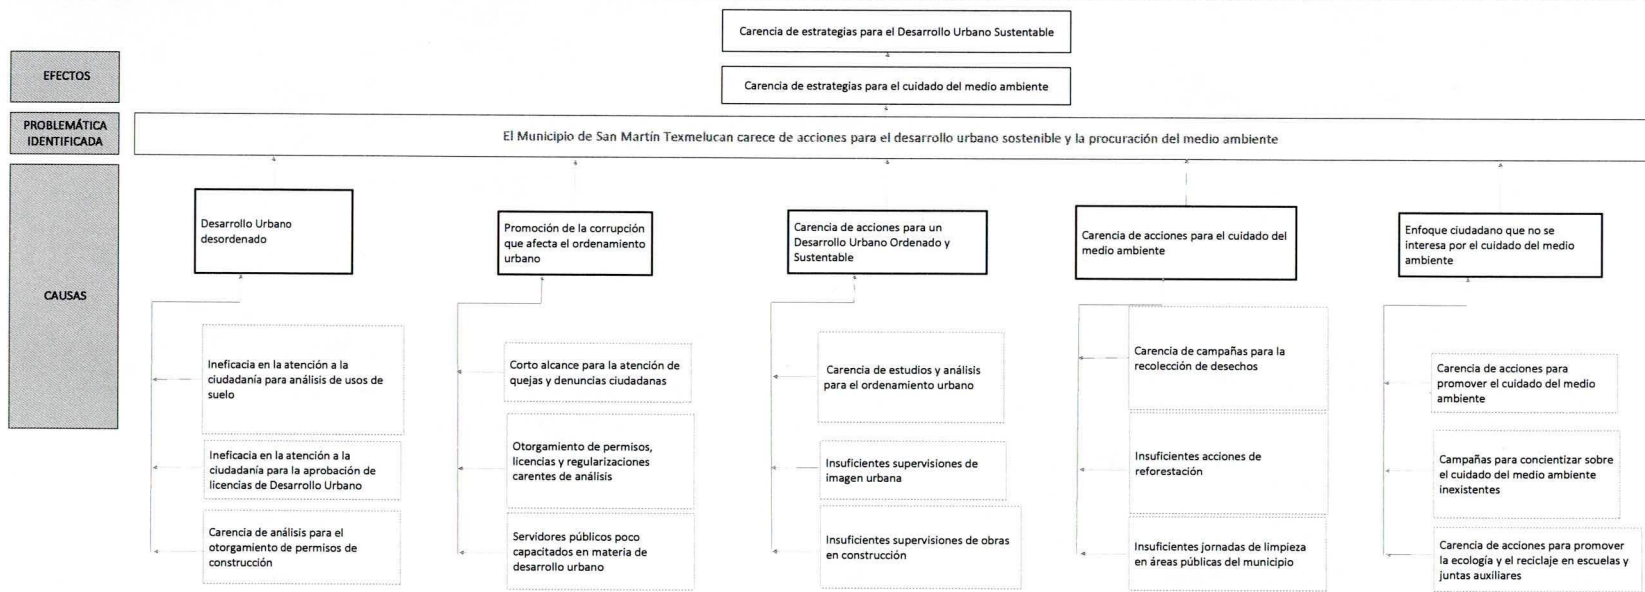 Carencia de estrategias para el Desarrollo Urbano Sustentable
EFECTOS
Carencia de estrategias para el cuidado del medio ambiente
PROBLEMÁTICA
IDENTIFICADA
El Municipio de San Martín Texmelucan carece de acciones para el desarrollo urbano sostenible y la procuración del medio ambiente
CAUSAS
Desarrollo Urbano
desordenado
Ineficacia en la atención a la
ciudadanía para análisis de usos de
suelo
Ineficacia en la atención a la
ciudadanía para la aprobación de
licencias de Desarrollo Urbano
Carencia de análisis para el
otorgamiento de permisos de
construcción
Promoción de la corrupción
que afecta el ordenamiento
urbano
Corto alcance para la atención de
quejas y denuncias ciudadanas
Otorgamiento de permisos,
licencias y regularizaciones
carentes de análisis
Servidores públicos poco
capacitados en materia de
desarrollo urbano
Carencia de acciones para un
Desarrollo Urbano Ordenado y
Sustentable
Carencia de estudios y análisis
para el ordenamiento urbano
Insuficientes supervisiones de
imagen urbana
Insuficientes supervisiones de obras
en construcción
Carencia de acciones para el cuidado del
medio ambiente
Carencia de campañas para la
recolección de desechos
Insuficientes acciones de
reforestación
Insuficientes jornadas de limpieza
en áreas públicas del municipio
Enfoque ciudadano que no se
interesa por el cuidado del medio
ambiente
Carencia de acciones para
promover el cuidado del medio
ambiente
Campañas para concientizar sobre
el cuidado del medio ambiente
inexistentes
Carencia de acciones para promover
la ecología y el reciclaje en escuelas y
juntas auxiliares